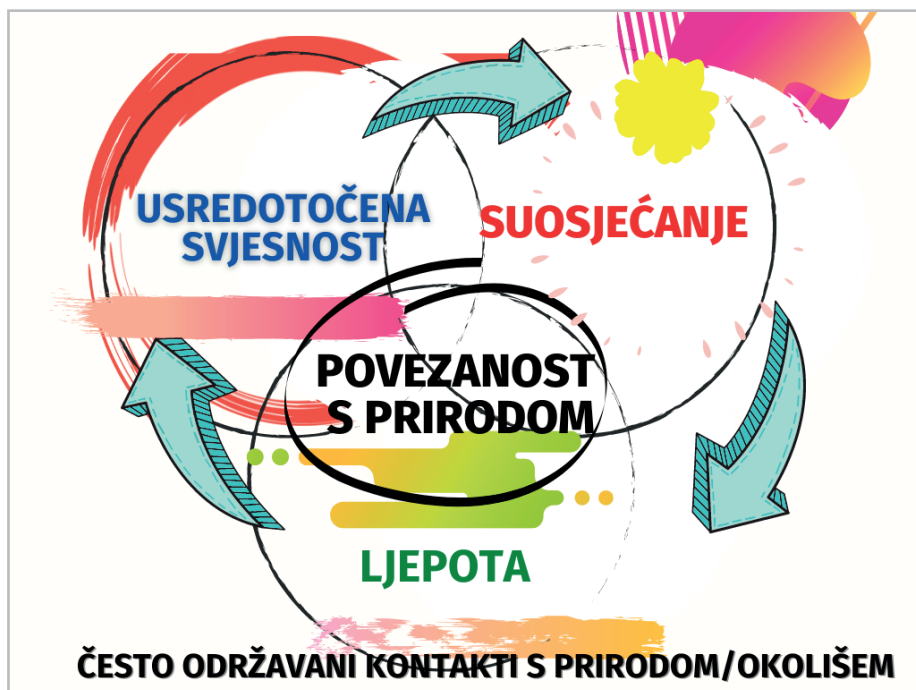 USREDOTOČENA
SVJESNOST
SUOSJEĆANJE
POVEZANOST
S PRIRODOM
LJEPOTA
ČESTO ODRŽAVANI KONTAKTI S PRIRODOM/OKOLIŠEM